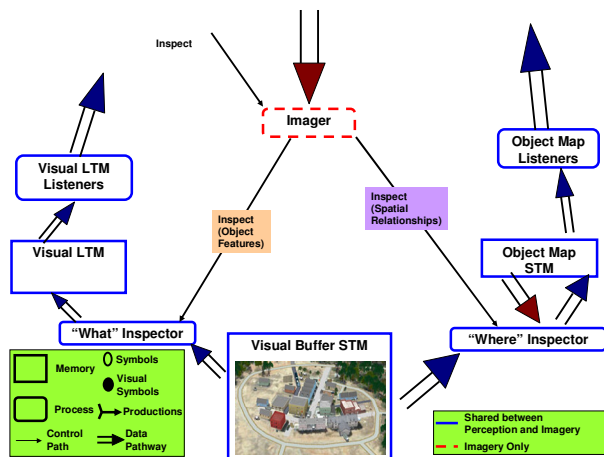 Inspect
Imager
Visual LTM
Listeners
Object Map
Listeners
Inspect
(Object
Features)
Inspect
(Spatial
Relationships)
Visual LTM
Object Map
STM
“What” Inspector
Visual Buffer STM
“Where” Inspector
Memory
Symbols
Visual
Symbols
Process
Productions
Control
Path
Data
Pathway
Shared between
Perception and Imagery
Imagery Only